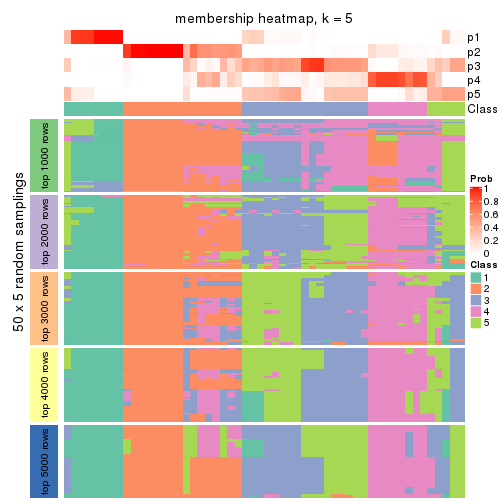 membership heatmap, k = 5
p1
p2
p3
p4
p5
Class
50 x 5 random samplings
top 1000 rows
top 2000 rows
top 3000 rows
top 4000 rows
top 5000 rows
Prob
1
0.8
0.6
0.4
0.2
0
Class
1
2
3
4
5